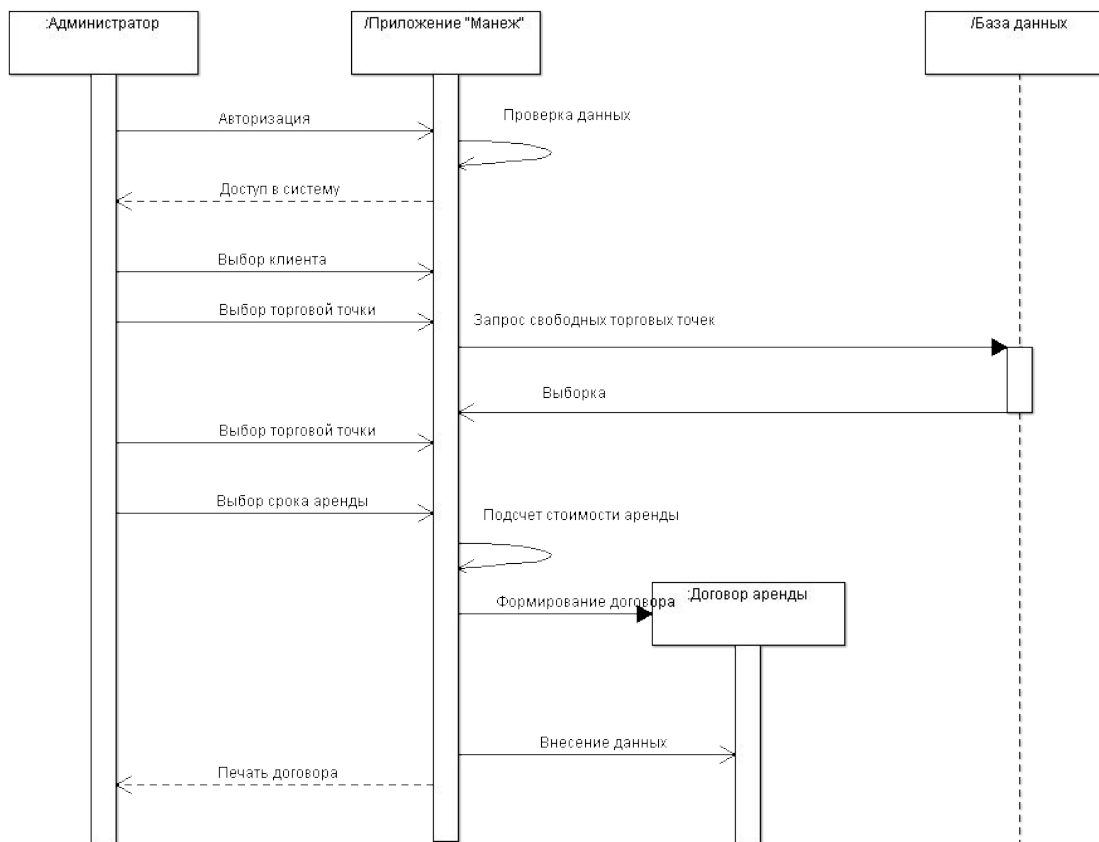 :Администратор
/Приложение "Манеж"
/База данных
Авторизация
Проверка данных
Доступ в систему
Выбор клиента
Выбор торговой точки
Запрос свободных торговых точек
Выборка
Выбор торговой точки
Выбор срока аренды
Подсчет стоимости аренды
Формирование договора
:Договор аренды
Внесение данных
Печать договора